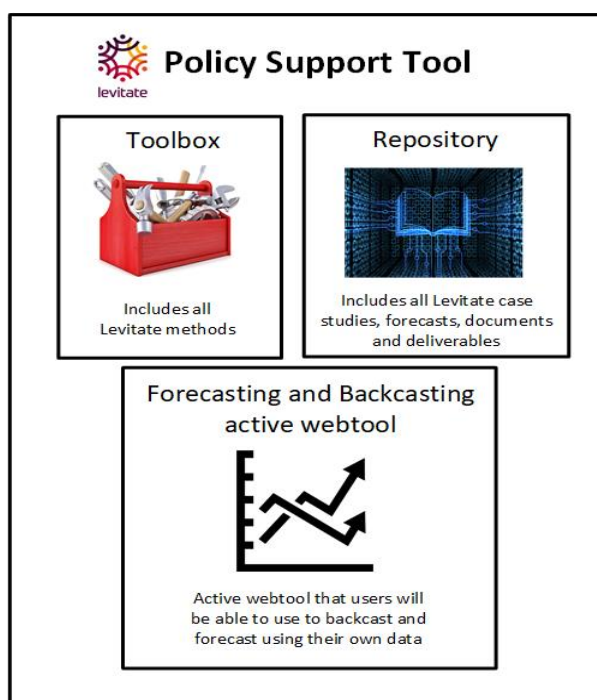 levitate
Policy Support Tool
Toolbox
Includes all
Levitate methods
Repository
Includes all Levitate case
studies, forecasts, documents
and deliverables
Forecasting and Backcasting
active webtool
Active webtool that users will
be able to use to backcast and
forecast using their own data